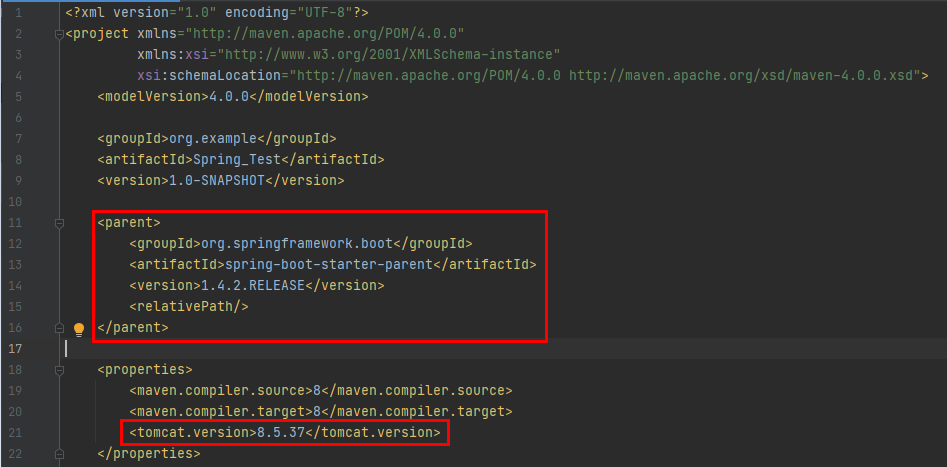 1 <?xml version="1.0" encoding="UTF-8"?>
2 <project xmlns="http://maven.apache.org/POM/4.0.0"
3 xmlns:xsi="http://www.w3.org/2001/XMLSchema-instance"
4 xsi:schemaLocation="http://maven.apache.org/POM/4.0.0 http://maven.apache.org/xsd/maven-4.0.0.xsd">
5 <modelVersion>4.0.0</modelVersion>
6
7 <groupId>org.example</groupId>
8 <artifactId>Spring_Test</artifactId>
9 <version>1.0-SNAPSHOT</version>
10
11 <parent>
12 <groupId>org.springframework.boot</groupId>
13 <artifactId>spring-boot-starter-parent</artifactId>
14 <version>1.4.2.RELEASE</version>
15 <relativePath/>
16 </parent>
17
18 <properties>
19 <maven.compiler.source>8</maven.compiler.source>
20 <maven.compiler.target>8</maven.compiler.target>
21 <tomcat.version>8.5.37</tomcat.version>
22 </properties>